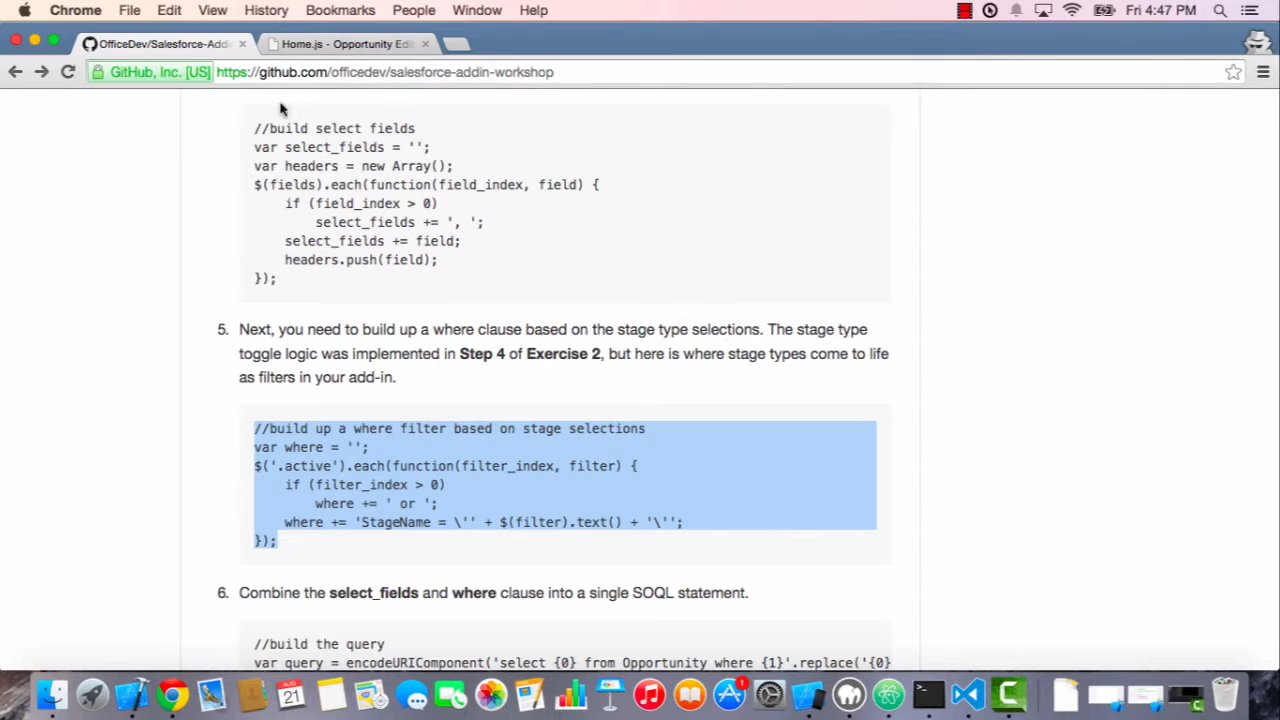 Chrome File Edit View History Bookmarks People Window Help Fri 4:47 PM
OfficeDev/Salesforce-Addi Home.js - Opportunity Edi
GitHub, Inc. [US] https://github.com/officedev/salesforce-addin-workshop
//build select fields
var select_fields = '';
var headers = new Array();
$(fields).each(function(field_index, field) {
if (field_index > 0)
select_fields += ', ';
select_fields += field;
headers.push(field);
});
5. Next, you need to build up a where clause based on the stage type selections. The stage type
toggle logic was implemented in Step 4 of Exercise 2, but here is where stage types come to life
as filters in your add-in.
//build up a where filter based on stage selections
var where = '';
$('.active').each(function(filter_index, filter) {
if (filter_index > 0)
where += ' or ';
where += 'StageName = \'' + $(filter).text() + '\'';
});
6. Combine the select_fields and where clause into a single SOQL statement.
//build the query
var query = encodeURIComponent('select {0} from Opportunity where {1}'.replace('{0}
AUG
21
1